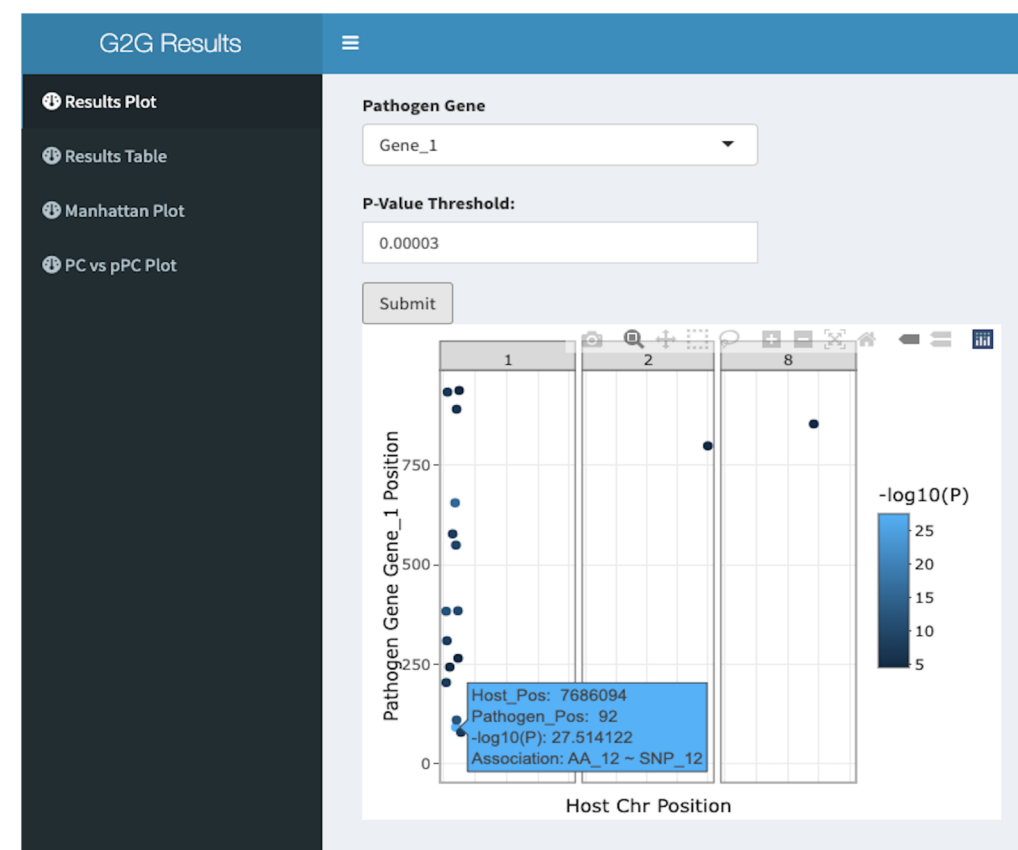 G2G Results
Results Plot
Results Table
Manhattan Plot
PC vs pPC Plot
Pathogen Gene
Gene_1
P-Value Threshold:
0.00003
Submit
1 2 8
Pathogen Gene Gene_1 Position
750
500
250
0
Host_Pos: 7686094
Pathogen_Pos: 92
-log10(P): 27.514122
Association: AA_12 ~ SNP_12
Host Chr Position
-log10(P)
25
20
15
10
5